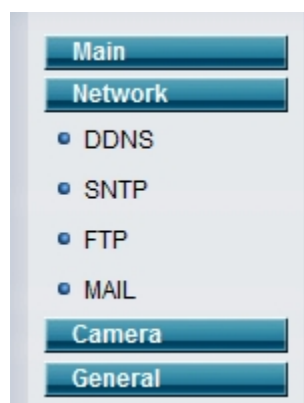 Main
Network
DDNS
SNTP
FTP
MAIL
Camera
General